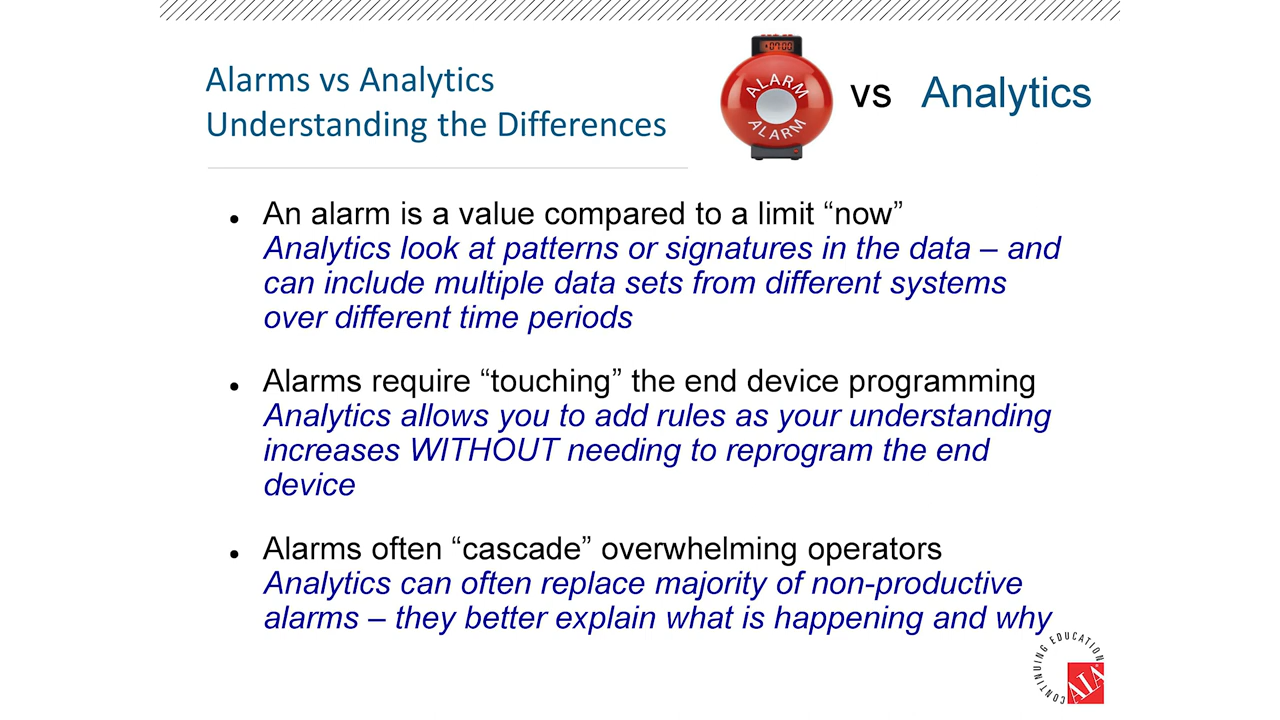 Alarms vs Analytics
Understanding the Differences
07:00
ALARM
ALARM
vs Analytics
● An alarm is a value compared to a limit “now”
Analytics look at patterns or signatures in the data – and
can include multiple data sets from different systems
over different time periods
● Alarms require “touching” the end device programming
Analytics allows you to add rules as your understanding
increases WITHOUT needing to reprogram the end
device
● Alarms often “cascade” overwhelming operators
Analytics can often replace majority of non-productive
alarms – they better explain what is happening and why
CONTINUING EDUCATION
AIA